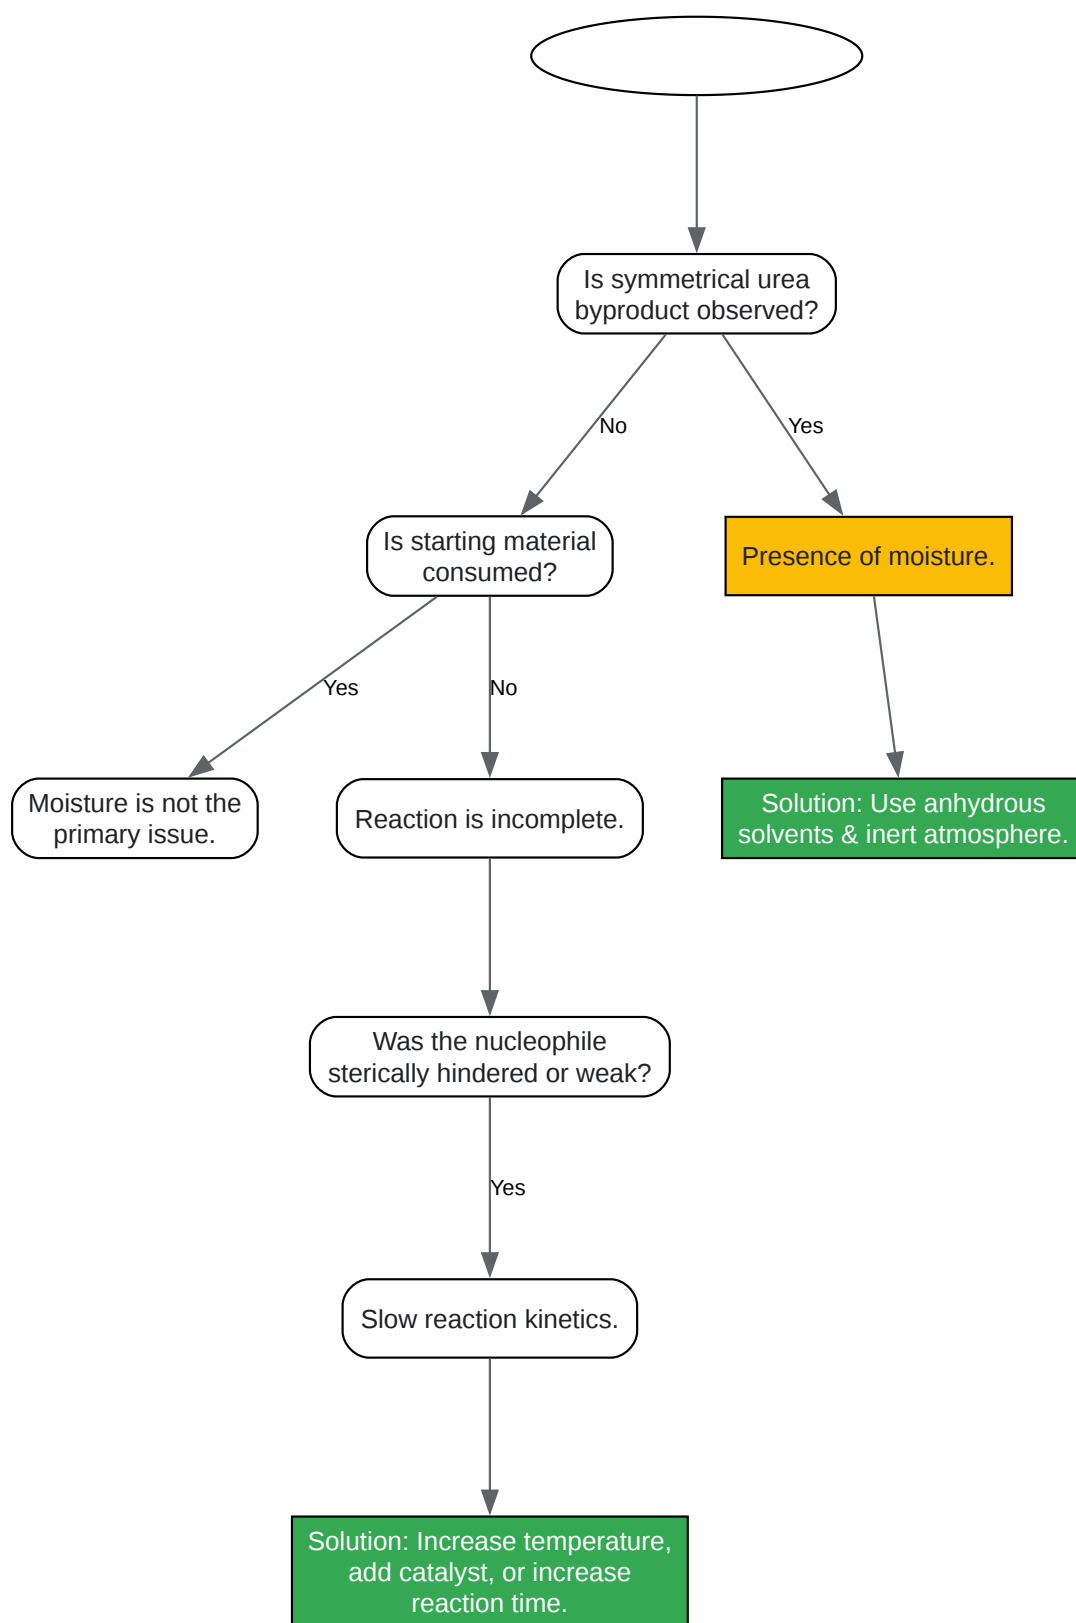 Is symmetrical urea
byproduct observed?
No
Yes
Is starting material
consumed?
Presence of moisture.
Yes
No
Moisture is not the
primary issue.
Reaction is incomplete.
Solution: Use anhydrous
solvents & inert atmosphere.
Was the nucleophile
sterically hindered or weak?
Yes
Slow reaction kinetics.
Solution: Increase temperature,
add catalyst, or increase
reaction time.